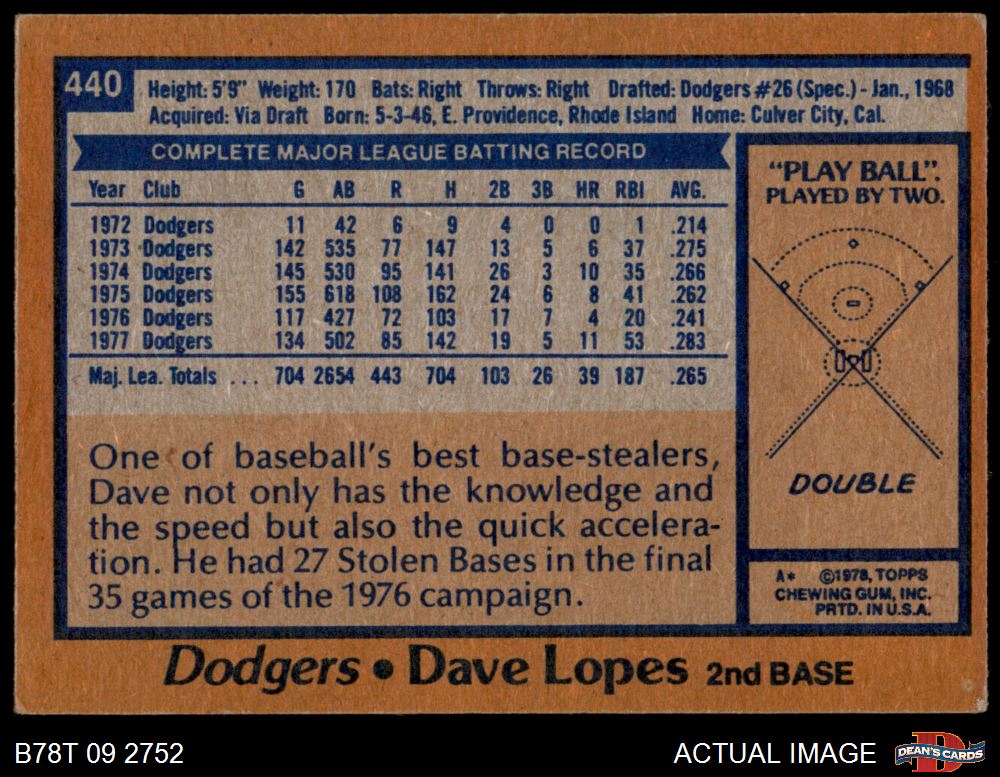 440
Height: 5'9" Weight: 170 Bats: Right Throws: Right Drafted: Dodgers #26 (Spec.) - Jan., 1968
Acquired: Via Draft Born: 5-3-46, E. Providence, Rhode Island Home: Culver City, Cal.
COMPLETE MAJOR LEAGUE BATTING RECORD
Year Club G AB R H 2B 3B HR RBI AVG.
1972 Dodgers 11 42 6 9 4 0 0 1 .214
1973 Dodgers 142 535 77 147 13 5 6 37 .275
1974 Dodgers 145 530 95 141 26 3 10 35 .266
1975 Dodgers 155 618 108 162 24 6 8 41 .262
1976 Dodgers 117 427 72 103 17 7 4 20 .241
1977 Dodgers 134 502 85 142 19 5 11 53 .283
Maj. Lea. Totals ... 704 2654 443 704 103 26 39 187 .265
One of baseball's best base-stealers,
Dave not only has the knowledge and
the speed but also the quick accelera-
tion. He had 27 Stolen Bases in the final
35 games of the 1976 campaign.
"PLAY BALL":
PLAYED BY TWO.
DOUBLE
A* ©1978, TOPPS
CHEWING GUM, INC.
PRTD. IN U.S.A.
Dodgers • Dave Lopes 2nd BASE
B78T 09 2752
ACTUAL IMAGE
D
DEAN'S CARDS